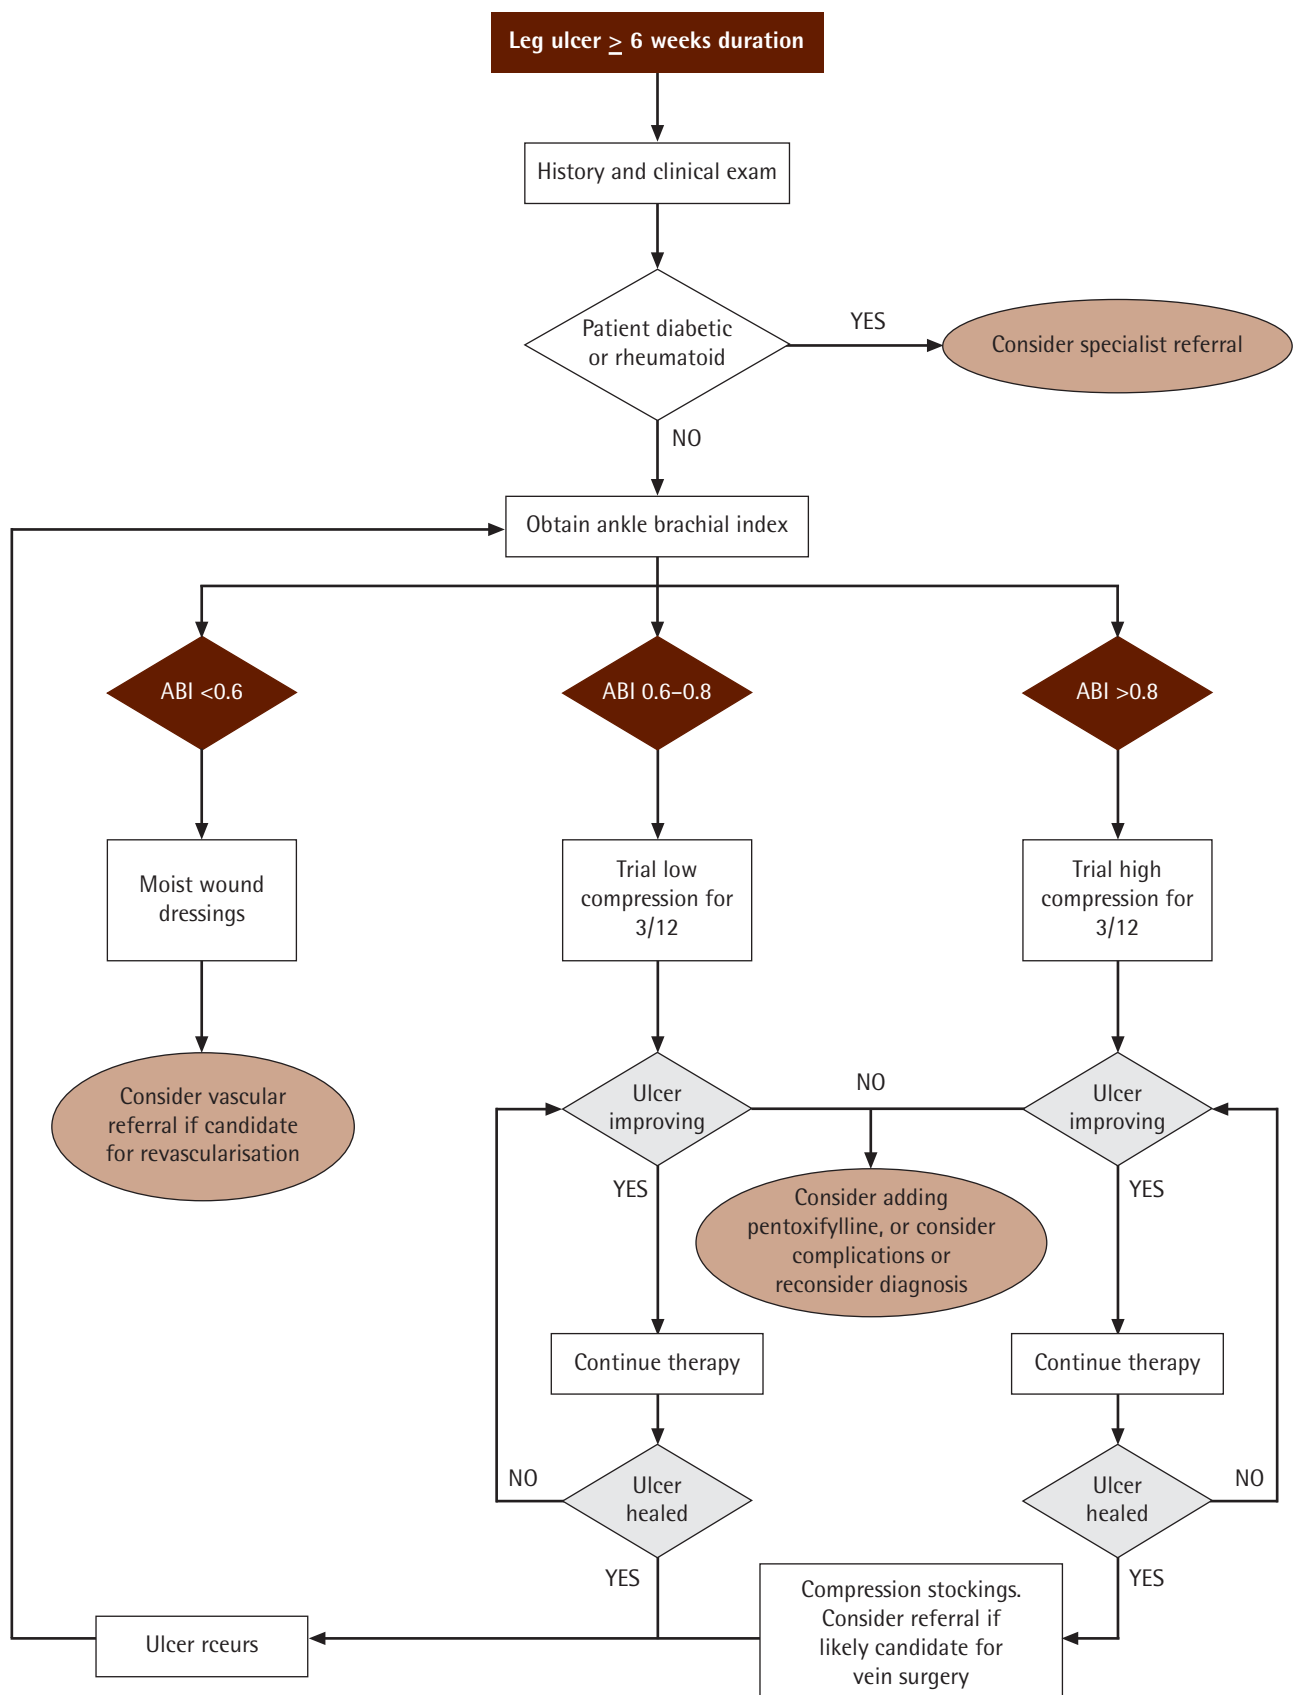 Leg ulcer ≥ 6 weeks duration
History and clinical exam
Patient diabetic
or rheumatoid
YES
Consider specialist referral
NO
Obtain ankle brachial index
ABI <0.6
ABI 0.6–0.8
ABI >0.8
Moist wound
dressings
Trial low
compression for
3/12
Trial high
compression for
3/12
Consider vascular
referral if candidate
for revascularisation
Ulcer
improving
NO
Ulcer
improving
YES
Consider adding
pentoxifylline, or consider
complications or
reconsider diagnosis
YES
Continue therapy
Continue therapy
NO
Ulcer
healed
Ulcer
healed
NO
YES
Compression stockings.
Consider referral if
likely candidate for
vein surgery
YES
Ulcer rceurs